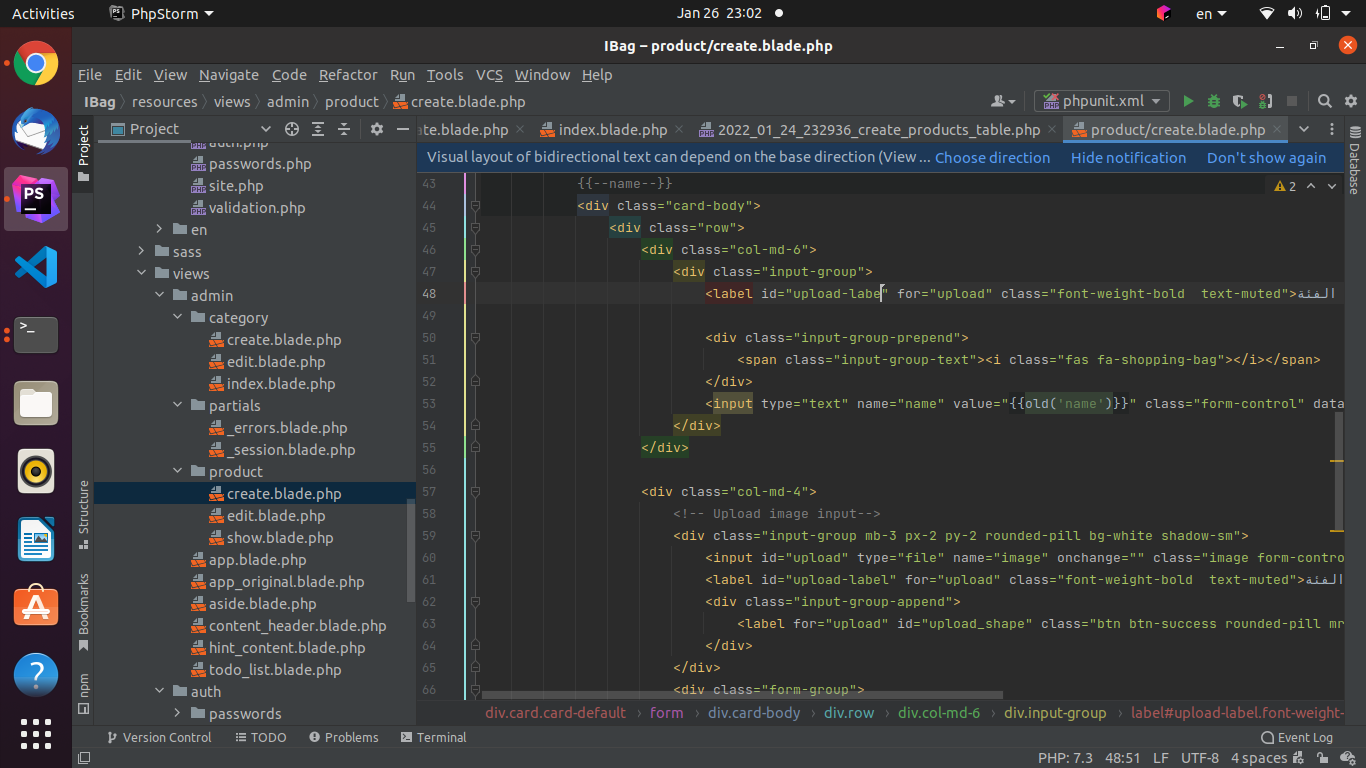 Activities
PhpStorm
Jan 26 23:02
en
IBag – product/create.blade.php
File Edit View Navigate Code Refactor Run Tools VCS Window Help
IBag resources views admin product create.blade.php
phpunit.xml
Project
ate.blade.php
index.blade.php
2022_01_24_232936_create_products_table.php
product/create.blade.php
Visual layout of bidirectional text can depend on the base direction (View ... Choose direction Hide notification Don't show again
2
Project
Structure
Bookmarks
npm
Database
auth.php
passwords.php
site.php
validation.php
en
sass
views
admin
category
create.blade.php
edit.blade.php
index.blade.php
partials
_errors.blade.php
_session.blade.php
product
create.blade.php
edit.blade.php
show.blade.php
app.blade.php
app_original.blade.php
aside.blade.php
content_header.blade.php
hint_content.blade.php
todo_list.blade.php
auth
passwords
43 {{--name--}}
44 <div class="card-body">
45 <div class="row">
46 <div class="col-md-6">
47 <div class="input-group">
48 <label id="upload-label" for="upload" class="font-weight-bold  text-muted">الفئة
49
50 <div class="input-group-prepend">
51 <span class="input-group-text"><i class="fas fa-shopping-bag"></i></span>
52 </div>
53 <input type="text" name="name" value="{{old('name')}}" class="form-control" data
54 </div>
55 </div>
56
57 <div class="col-md-4">
58 <!-- Upload image input-->
59 <div class="input-group mb-3 px-2 py-2 rounded-pill bg-white shadow-sm">
60 <input id="upload" type="file" name="image" onchange="" class="image form-contro
61 <label id="upload-label" for="upload" class="font-weight-bold  text-muted">الفئة
62 <div class="input-group-append">
63 <label for="upload" id="upload_shape" class="btn btn-success rounded-pill mr
64 </div>
65 </div>
66 <div class="form-group">
div.card.card-default form div.card-body div.row div.col-md-6 div.input-group label#upload-label.font-weight-
Version Control TODO Problems Terminal Event Log
PHP: 7.3 48:51 LF UTF-8 4 spaces